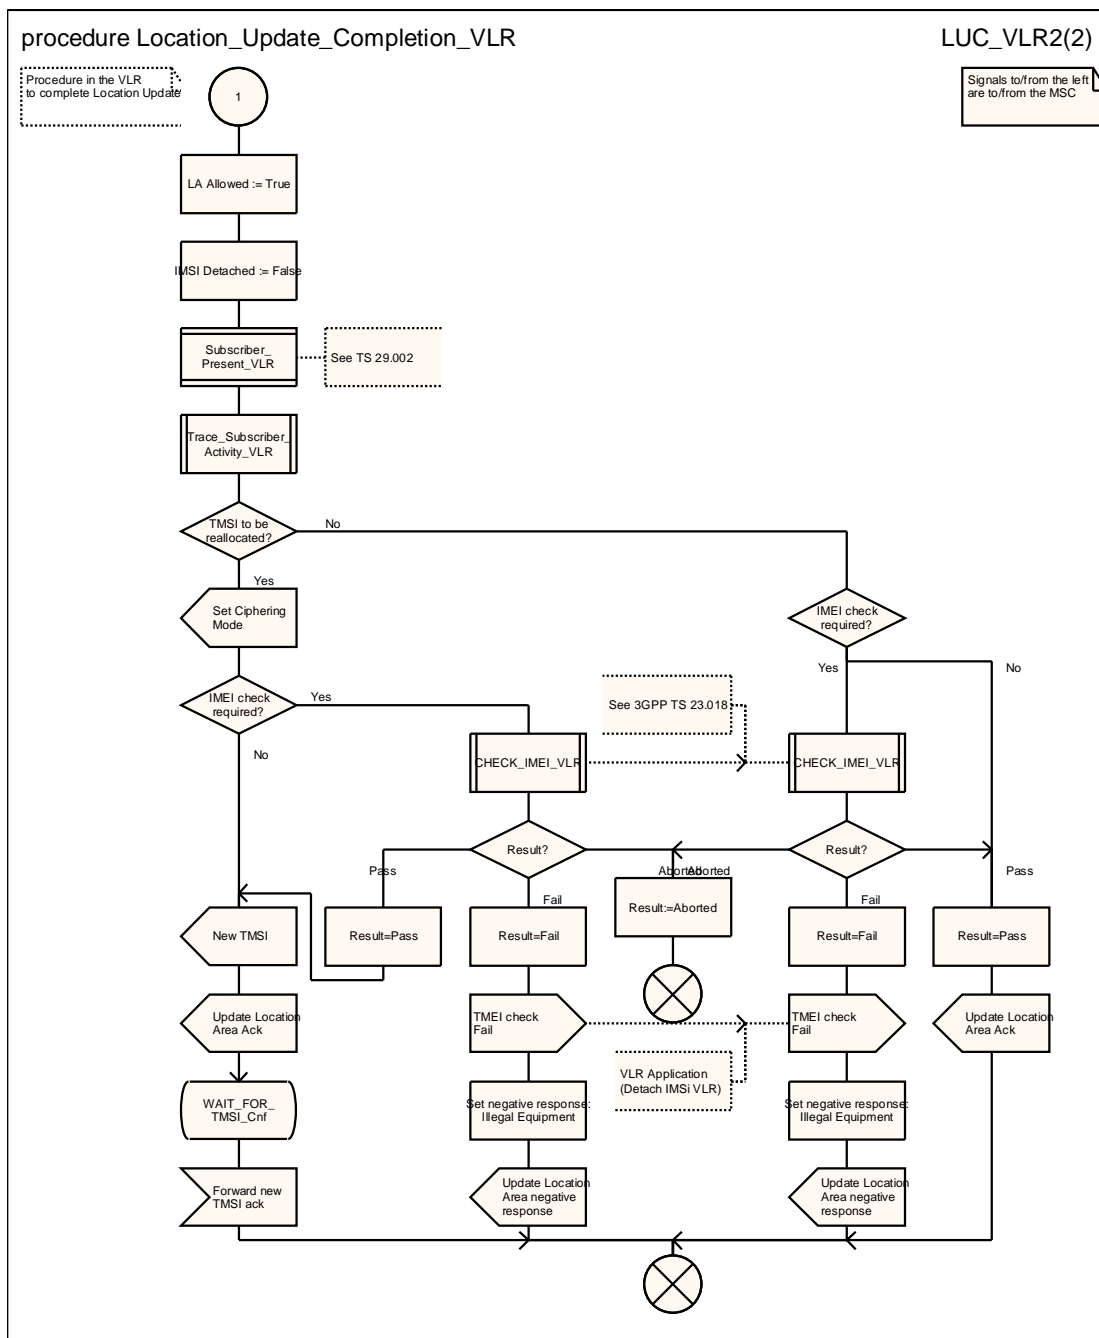 procedure Location_Update_Completion_VLR
LUC_VLR2(2)
Procedure in the VLR
to complete Location Update
1
Signals to/from the left
are to/from the MSC
LA Allowed := True
IMSI Detached := False
Subscriber_
Present_VLR
See TS 29.002
Trace_Subscriber_
Activity_VLR
TMSI to be
reallocated?
No
Yes
Set Ciphering
Mode
IMEI check
required?
Yes
No
IMEI check
required?
Yes
No
See 3GPP TS 23.018
CHECK_IMEI_VLR
CHECK_IMEI_VLR
Result?
Result?
Pass
Aborted
Aborted
Pass
Fail
Fail
Result:=Aborted
New TMSI
Result=Pass
Result=Fail
Result=Fail
Result=Pass
Update Location
Area Ack
TMEI check
Fail
TMEI check
Fail
Update Location
Area Ack
VLR Application
(Detach IMSi VLR)
WAIT_FOR_
TMSI_Cnf
Set negative response:
Illegal Equipment
Set negative response:
Illegal Equipment
Forward new
TMSI ack
Update Location
Area negative
response
Update Location
Area negative
response